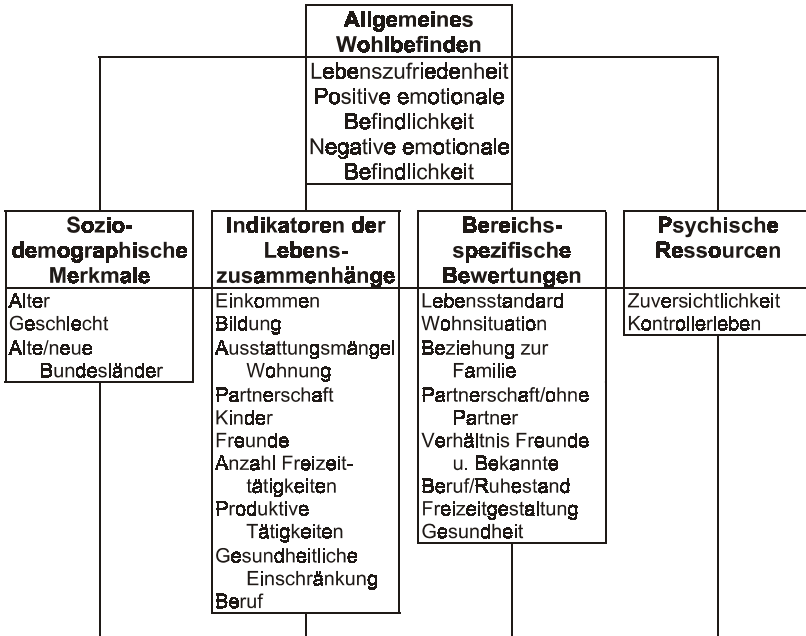 Allgemeines
Wohlbefinden
Lebenszufriedenheit
Positive emotionale
Befindlichkeit
Negative emotionale
Befindlichkeit
Sozio-
demographische
Merkmale
Alter
Geschlecht
Alte/neue
Bundesländer
Indikatoren der
Lebens-
zusammenhänge
Einkommen
Bildung
Ausstattungsmängel
Wohnung
Partnerschaft
Kinder
Freunde
Anzahl Freizeit-
tätigkeiten
Produktive
Tätigkeiten
Gesundheitliche
Einschränkung
Beruf
Bereichs-
spezifische
Bewertungen
Lebensstandard
Wohnsituation
Beziehung zur
Familie
Partnerschaft/ohne
Partner
Verhältnis Freunde
u. Bekannte
Beruf/Ruhestand
Freizeitgestaltung
Gesundheit
Psychische
Ressourcen
Zuversichtlichkeit
Kontrollerleben